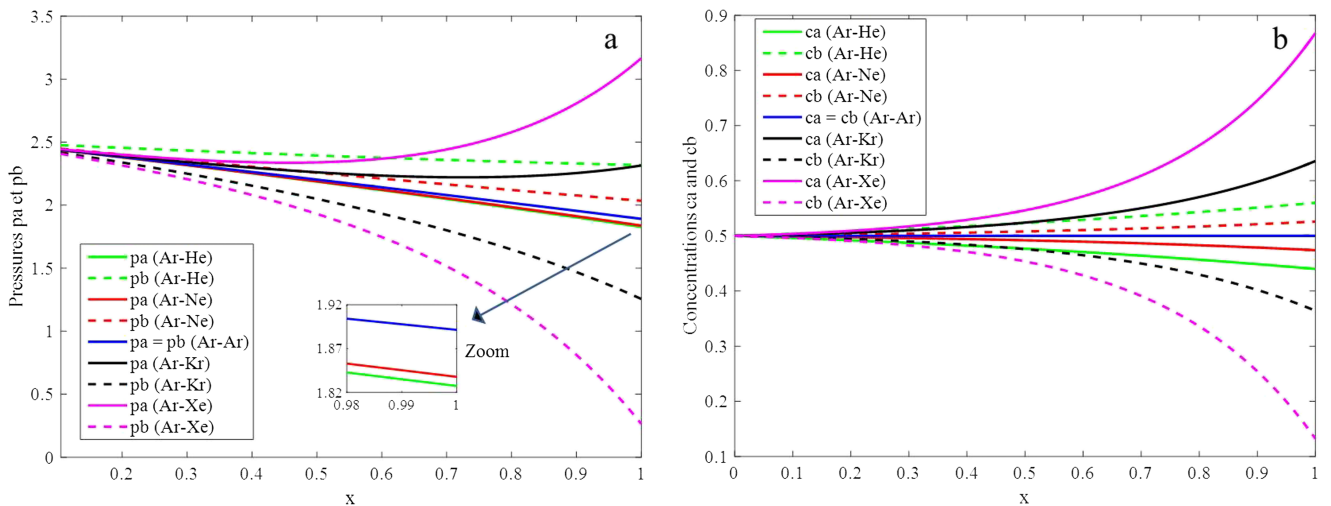 a
Pressures pa ct pb
3.5
3
2.5
2
1.5
1
0.5
0
pa (Ar-He)
pb (Ar-He)
pa (Ar-Ne)
pb (Ar-Ne)
pa = pb (Ar-Ar)
pa (Ar-Kr)
pb (Ar-Kr)
pa (Ar-Xe)
pb (Ar-Xe)
1.92
1.87
1.82
0.98 0.99 1
Zoom
0.2 0.3 0.4 0.5 0.6 0.7 0.8 0.9 1
x
b
Concentrations ca and cb
0.9
0.8
0.7
0.6
0.5
0.4
0.3
0.2
0.1
ca (Ar-He)
cb (Ar-He)
ca (Ar-Ne)
cb (Ar-Ne)
ca = cb (Ar-Ar)
ca (Ar-Kr)
cb (Ar-Kr)
ca (Ar-Xe)
cb (Ar-Xe)
0 0.1 0.2 0.3 0.4 0.5 0.6 0.7 0.8 0.9 1
x